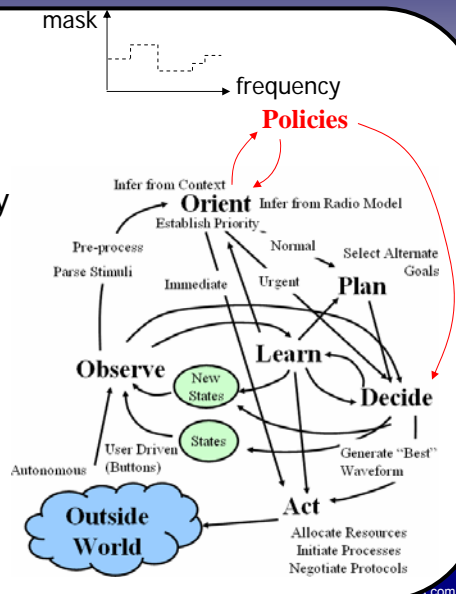 mask
frequency
Policies
y
Infer from Context
Orient
Infer from Radio Model
Establish Priority
Pre-process
Normal
Select Alternate
Goals
Parse Stimuli
Immediate
Urgent
Plan
Learn
Observe
New
States
Decide
States
User Driven
(Buttons)
Autonomous
Generate “Best”
Waveform
Outside
World
Act
Allocate Resources
Initiate Processes
Negotiate Protocols
.com